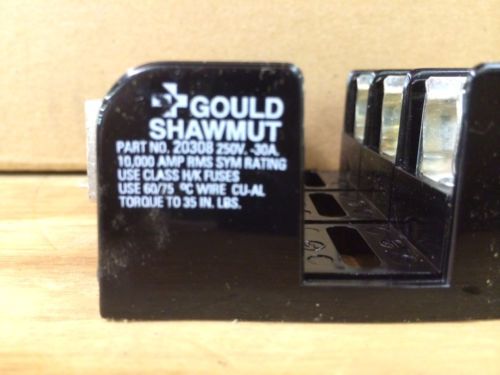 GOULD
SHAWMUT
PART NO. 20308 250V. -30A.
10,000 AMP RMS SYM RATING
USE CLASS H/K FUSES
USE 60/75 °C WIRE CU-AL
TORQUE TO 35 IN. LBS.